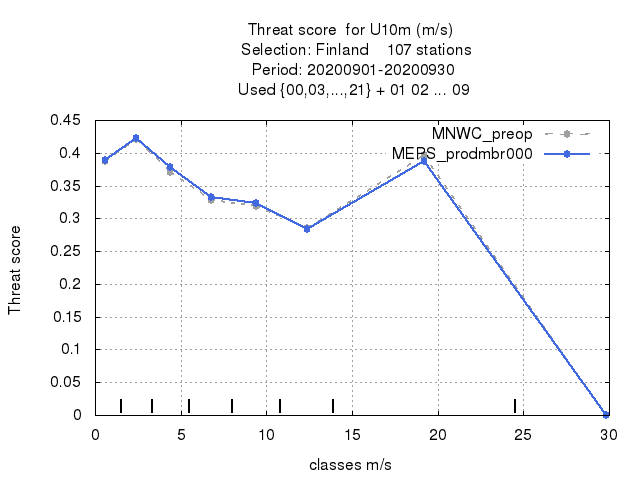 Threat score  for U10m (m/s)
Selection: Finland    107 stations
Period: 20200901-20200930
Used {00,03,...,21} + 01 02 ... 09
MNWC_preop
MEPS_prodmbr000
0.45
0.4
0.35
0.3
0.25
0.2
0.15
0.1
0.05
0
Threat score
0 5 10 15 20 25 30
classes m/s